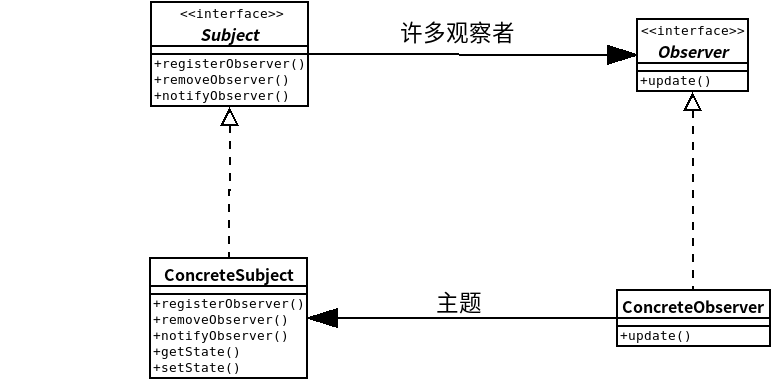 <<interface>>
Subject
+registerObserver()
+removeObserver()
+notifyObserver()
许多观察者
<<interface>>
Observer
+update()
ConcreteSubject
+registerObserver()
+removeObserver()
+notifyObserver()
+getState()
+setState()
主题
ConcreteObserver
+update()